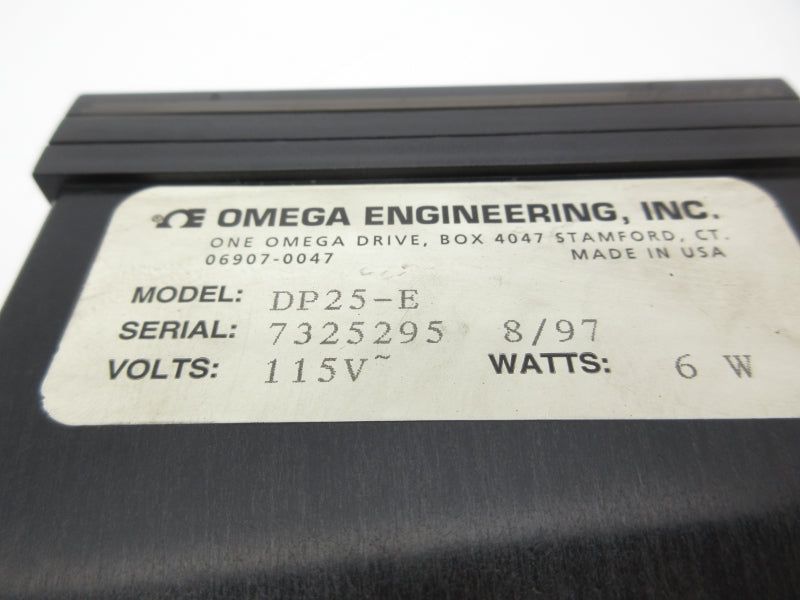 ®ΩE OMEGA ENGINEERING, INC.
ONE OMEGA DRIVE, BOX 4047 STAMFORD, CT.
06907-0047 MADE IN USA
MODEL: DP25-E
SERIAL: 7325295 8/97
VOLTS: 115V~ WATTS: 6 W